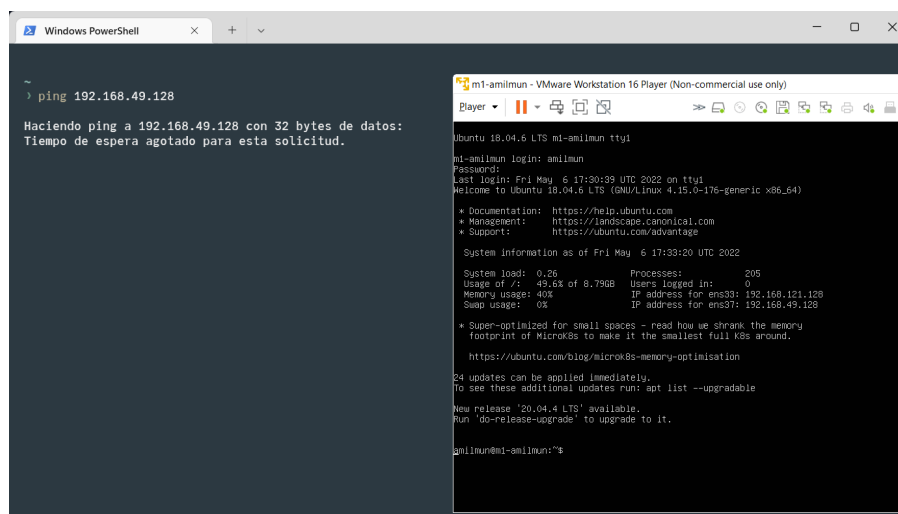 Windows PowerShell
~
› ping 192.168.49.128
Haciendo ping a 192.168.49.128 con 32 bytes de datos:
Tiempo de espera agotado para esta solicitud.
m1-amilmun - VMware Workstation 16 Player (Non-commercial use only)
Player
Ubuntu 18.04.6 LTS m1-amilmun tty1
m1-amilmun login: amilmun
Password:
Last login: Fri May  6 17:30:39 UTC 2022 on tty1
Welcome to Ubuntu 18.04.6 LTS (GNU/Linux 4.15.0-176-generic x86_64)
* Documentation:  https://help.ubuntu.com
* Management:     https://landscape.canonical.com
* Support:        https://ubuntu.com/advantage
System information as of Fri May  6 17:33:20 UTC 2022
System load:  0.26              Processes:            205
Usage of /:   49.6% of 8.79GB   Users logged in:      0
Memory usage: 40%               IP address for ens33: 192.168.121.128
Swap usage:   0%                IP address for ens37: 192.168.49.128
* Super-optimized for small spaces - read how we shrank the memory
footprint of MicroK8s to make it the smallest full K8s around.
https://ubuntu.com/blog/microk8s-memory-optimisation
24 updates can be applied immediately.
To see these additional updates run: apt list --upgradable
New release '20.04.4 LTS' available.
Run 'do-release-upgrade' to upgrade to it.
amilmun@m1-amilmun:~$